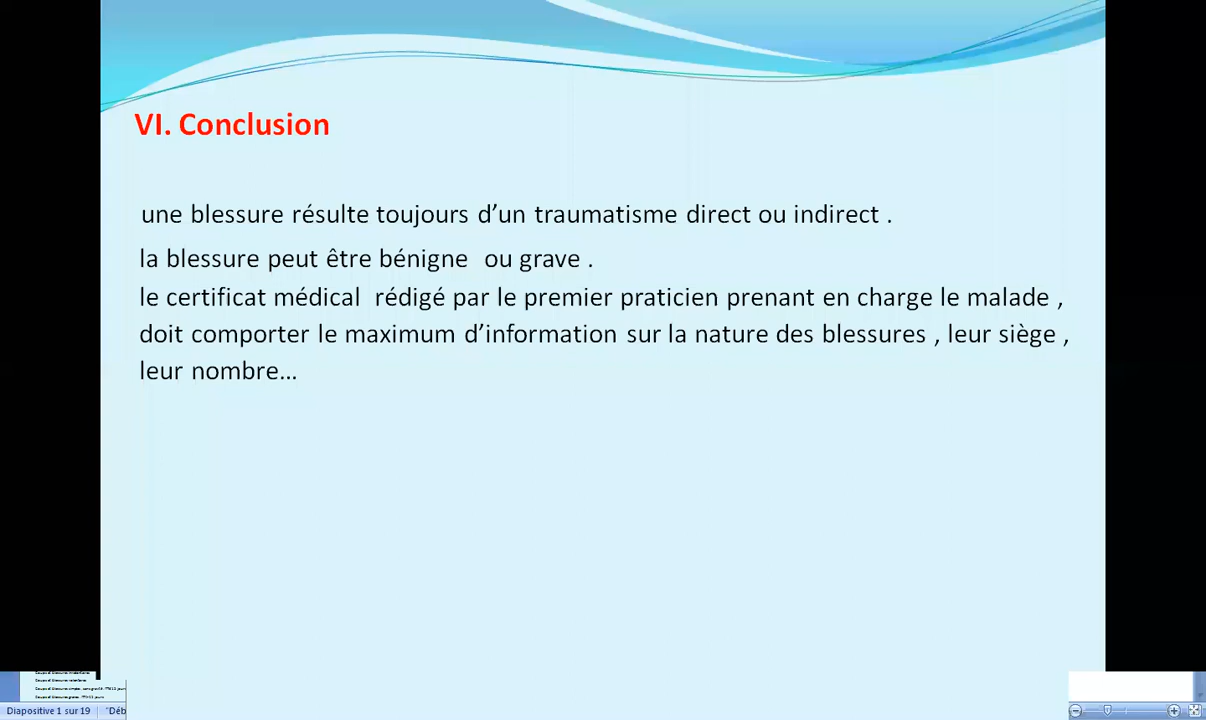 VI. Conclusion
une blessure résulte toujours d’un traumatisme direct ou indirect .
la blessure peut être bénigne ou grave .
le certificat médical rédigé par le premier praticien prenant en charge le malade ,
doit comporter le maximum d’information sur la nature des blessures , leur siège ,
leur nombre...
Diapositive 1 sur 19
"Déb